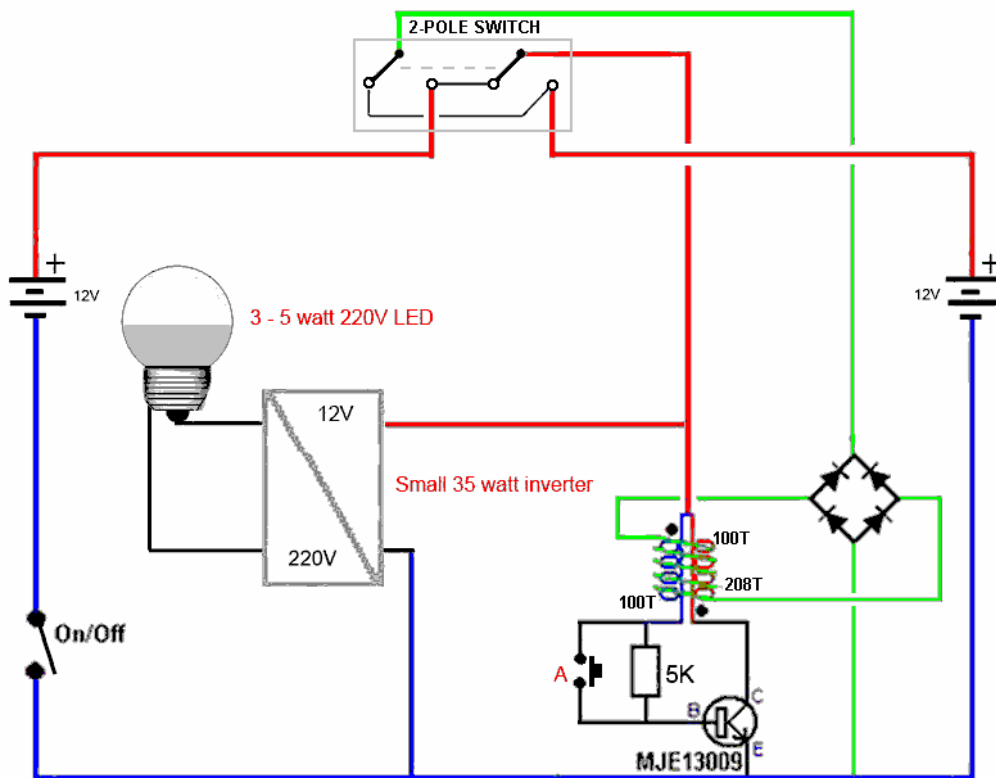 2-POLE SWITCH
+
12V
+
12V
3 - 5 watt 220V LED
12V
Small 35 watt inverter
220V
100T
208T
100T
On/Off
A
5K
B
C
E
MJE13009